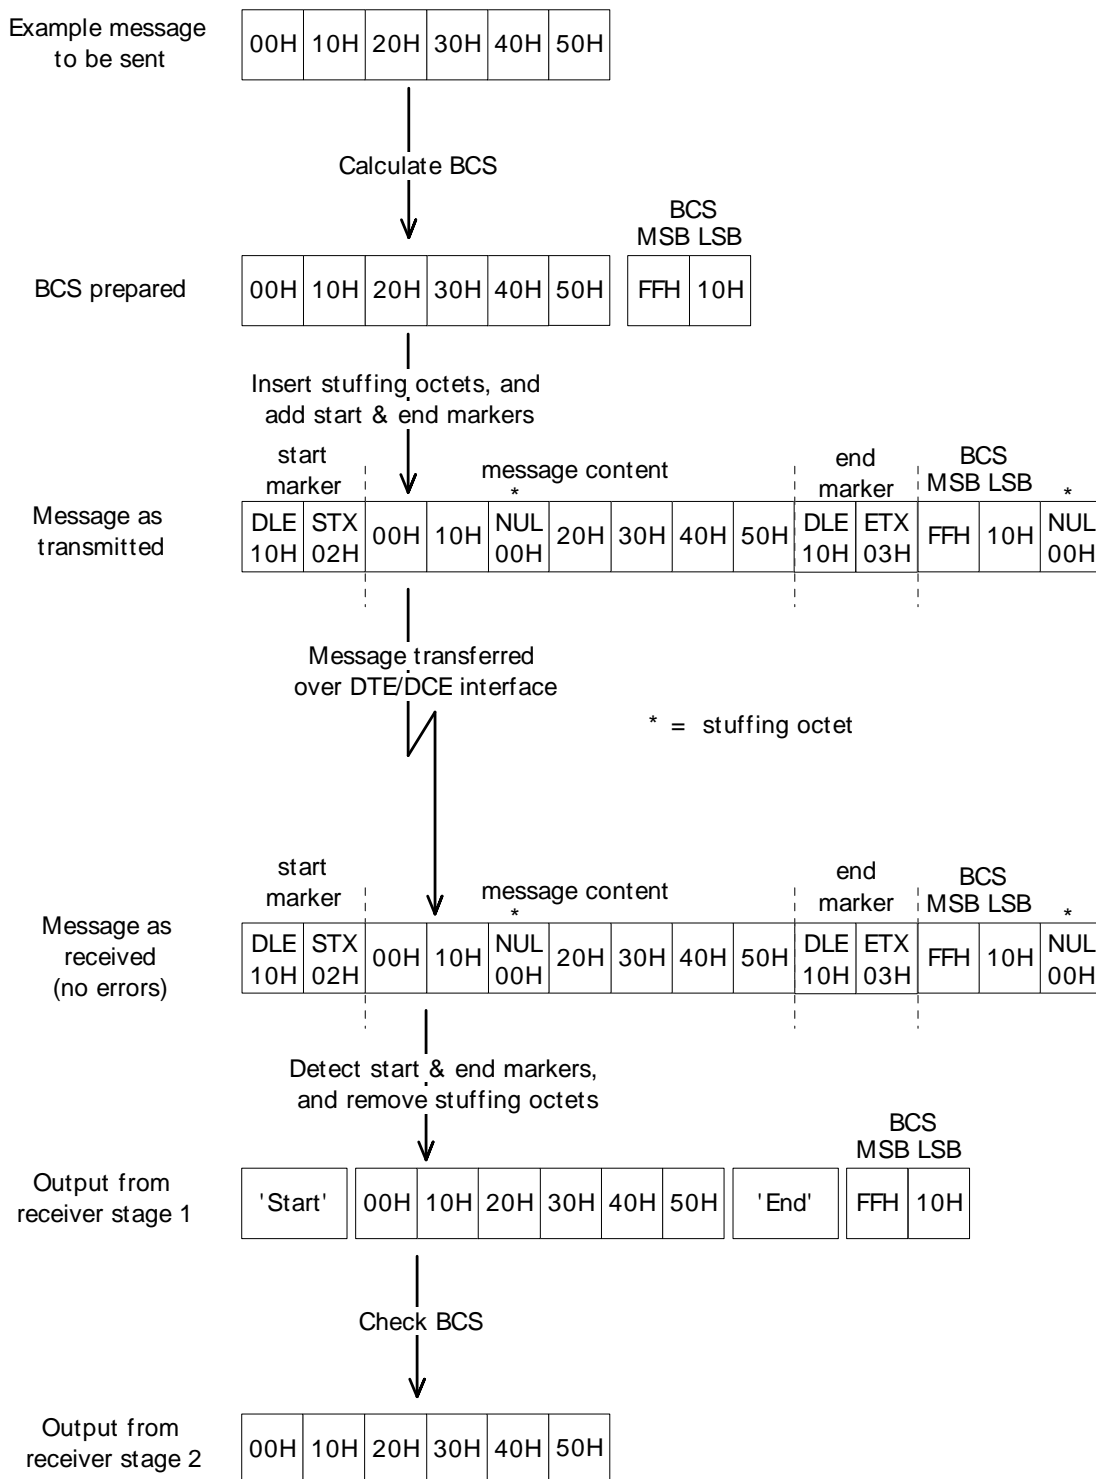 Example message
to be sent
00H 10H 20H 30H 40H 50H
Calculate BCS
BCS
MSB LSB
BCS prepared
00H 10H 20H 30H 40H 50H FFH 10H
Insert stuffing octets, and
add start & end markers
start
marker
message content
*
end
marker
BCS
MSB LSB
*
Message as
transmitted
DLE STX 00H 10H NUL 20H 30H 40H 50H DLE ETX FFH 10H NUL
10H 02H 00H 10H 03H 00H
Message transferred
over DTE/DCE interface
* = stuffing octet
start
marker
message content
*
end
marker
BCS
MSB LSB
*
Message as
received
(no errors)
DLE STX 00H 10H NUL 20H 30H 40H 50H DLE ETX FFH 10H NUL
10H 02H 00H 10H 03H 00H
Detect start & end markers,
and remove stuffing octets
BCS
MSB LSB
Output from
receiver stage 1
'Start' 00H 10H 20H 30H 40H 50H 'End' FFH 10H
Check BCS
Output from
receiver stage 2
00H 10H 20H 30H 40H 50H